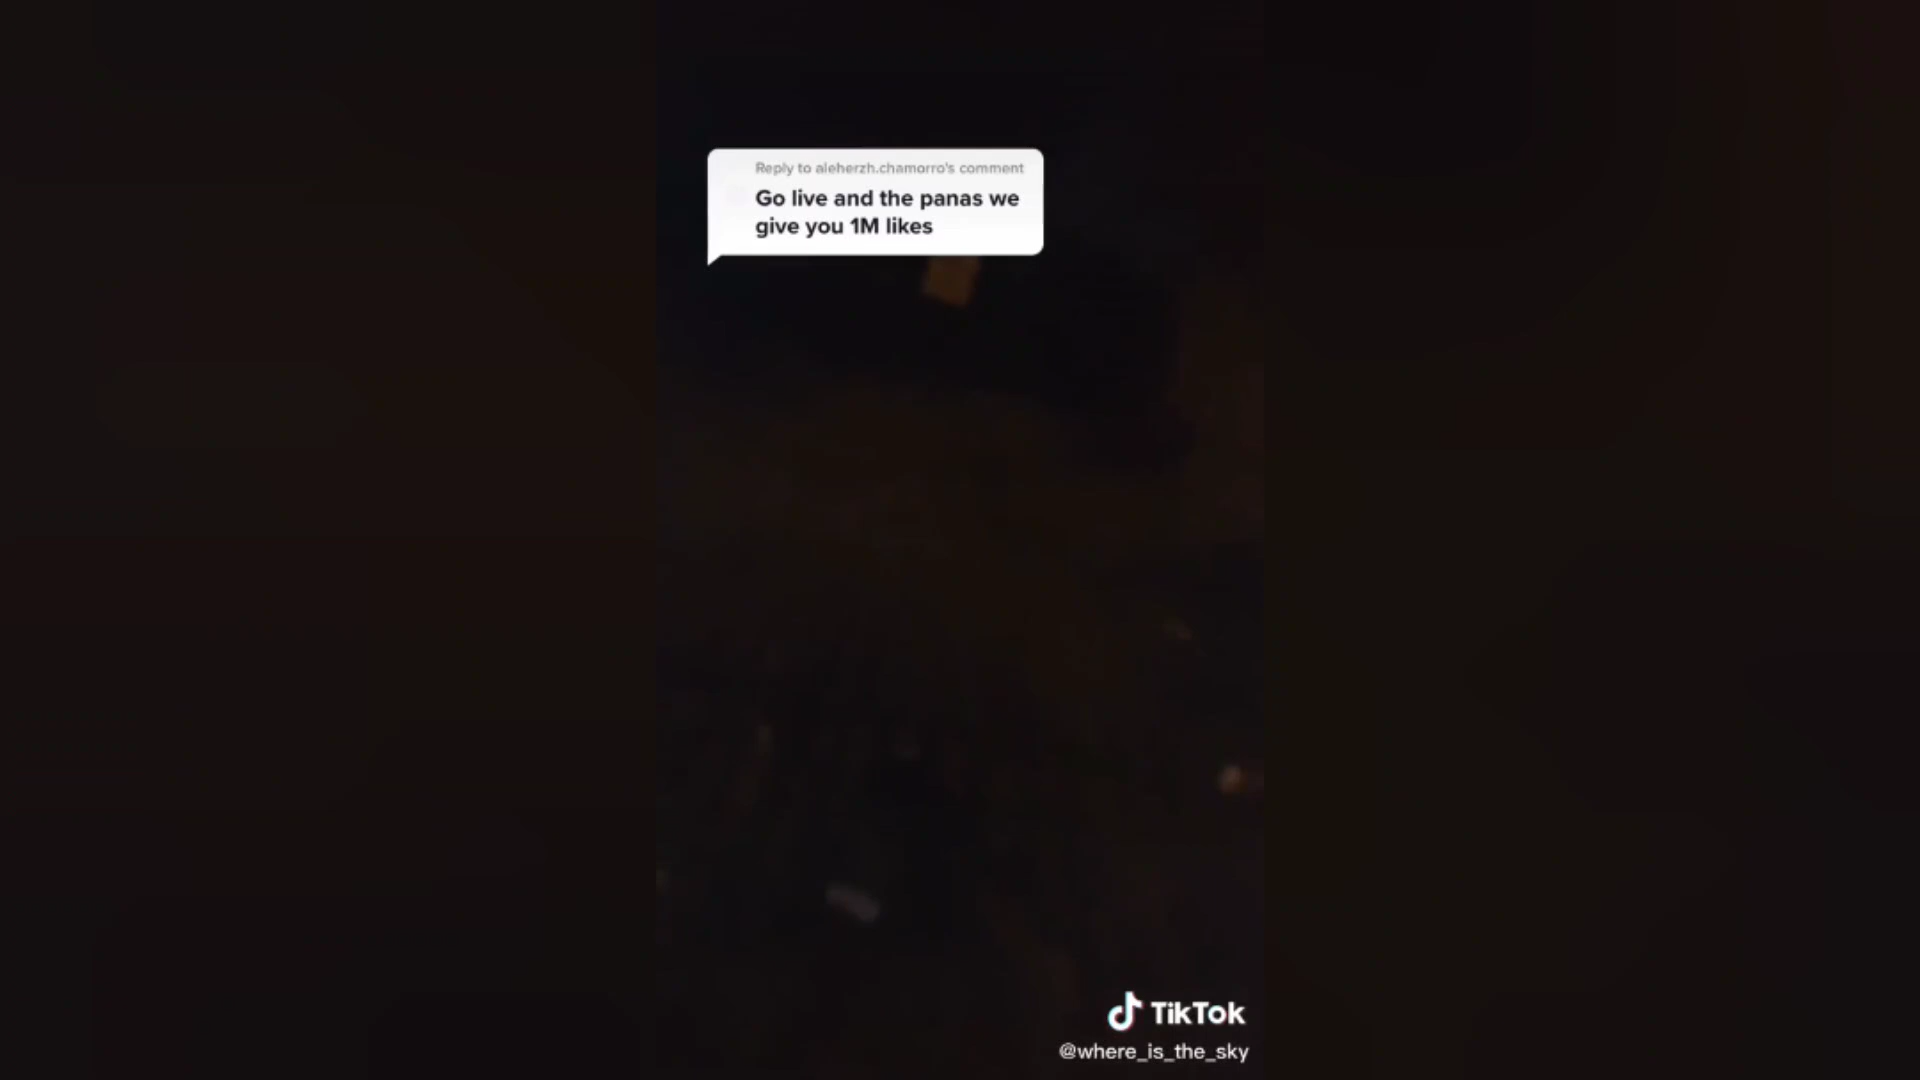 Reply to aleherzh.chamorro's comment
Go live and the panas we
give you 1M likes
TikTok
@where_is_the_sky